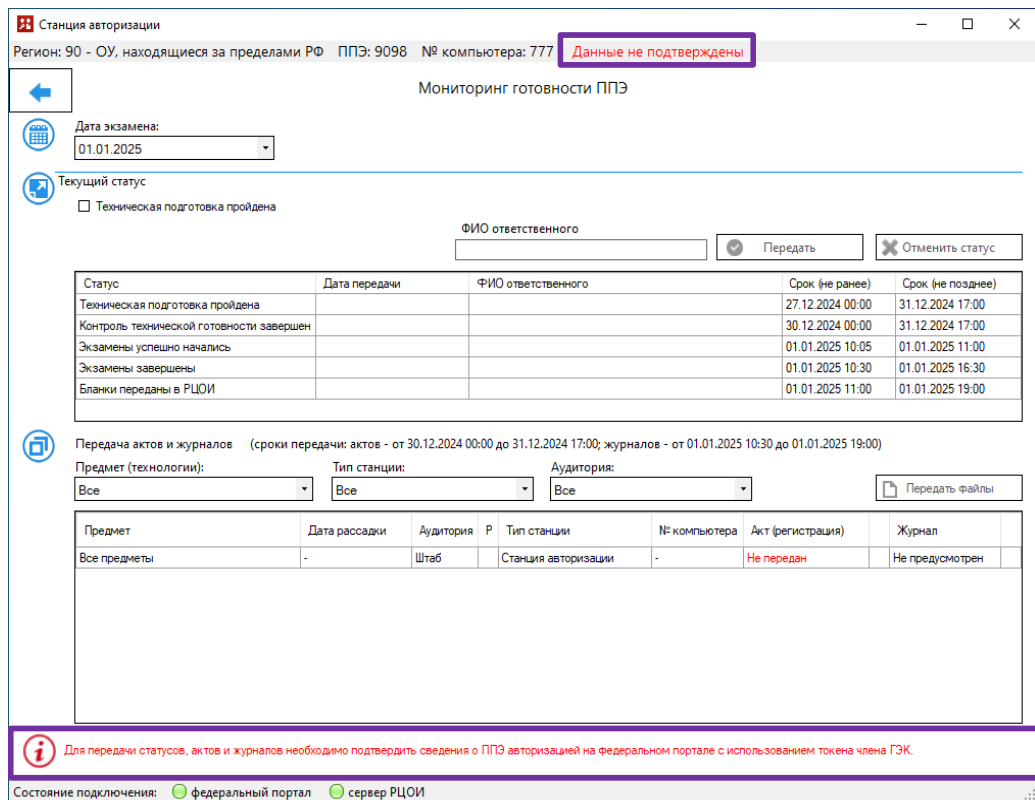 Станция авторизации
Регион: 90 - ОУ, находящиеся за пределами РФ ППЭ: 9098 № компьютера: 777 Данные не подтверждены
Мониторинг готовности ППЭ
Дата экзамена:
01.01.2025
Текущий статус
Техническая подготовка пройдена
ФИО ответственного
Передать Отменить статус
Статус Дата передачи ФИО ответственного Срок (не ранее) Срок (не позднее)
Техническая подготовка пройдена 27.12.2024 00:00 31.12.2024 17:00
Контроль технической готовности завершен 30.12.2024 00:00 31.12.2024 17:00
Экзамены успешно начались 01.01.2025 10:05 01.01.2025 11:00
Экзамены завершены 01.01.2025 10:30 01.01.2025 16:30
Бланки переданы в РЦОИ 01.01.2025 11:00 01.01.2025 19:00
Передача актов и журналов (сроки передачи: актов - от 30.12.2024 00:00 до 31.12.2024 17:00; журналов - от 01.01.2025 10:30 до 01.01.2025 19:00)
Предмет (технологии): Тип станции: Аудитория:
Все Все Все Передать файлы
Предмет Дата рассадки Аудитория Р Тип станции № компьютера Акт (регистрация) Журнал
Все предметы - Штаб Станция авторизации - Не передан Не предусмотрен
Для передачи статусов, актов и журналов необходимо подтвердить сведения о ППЭ авторизацией на федеральном портале с использованием токена члена ГЭК.
Состояние подключения: федеральный портал сервер РЦОИ